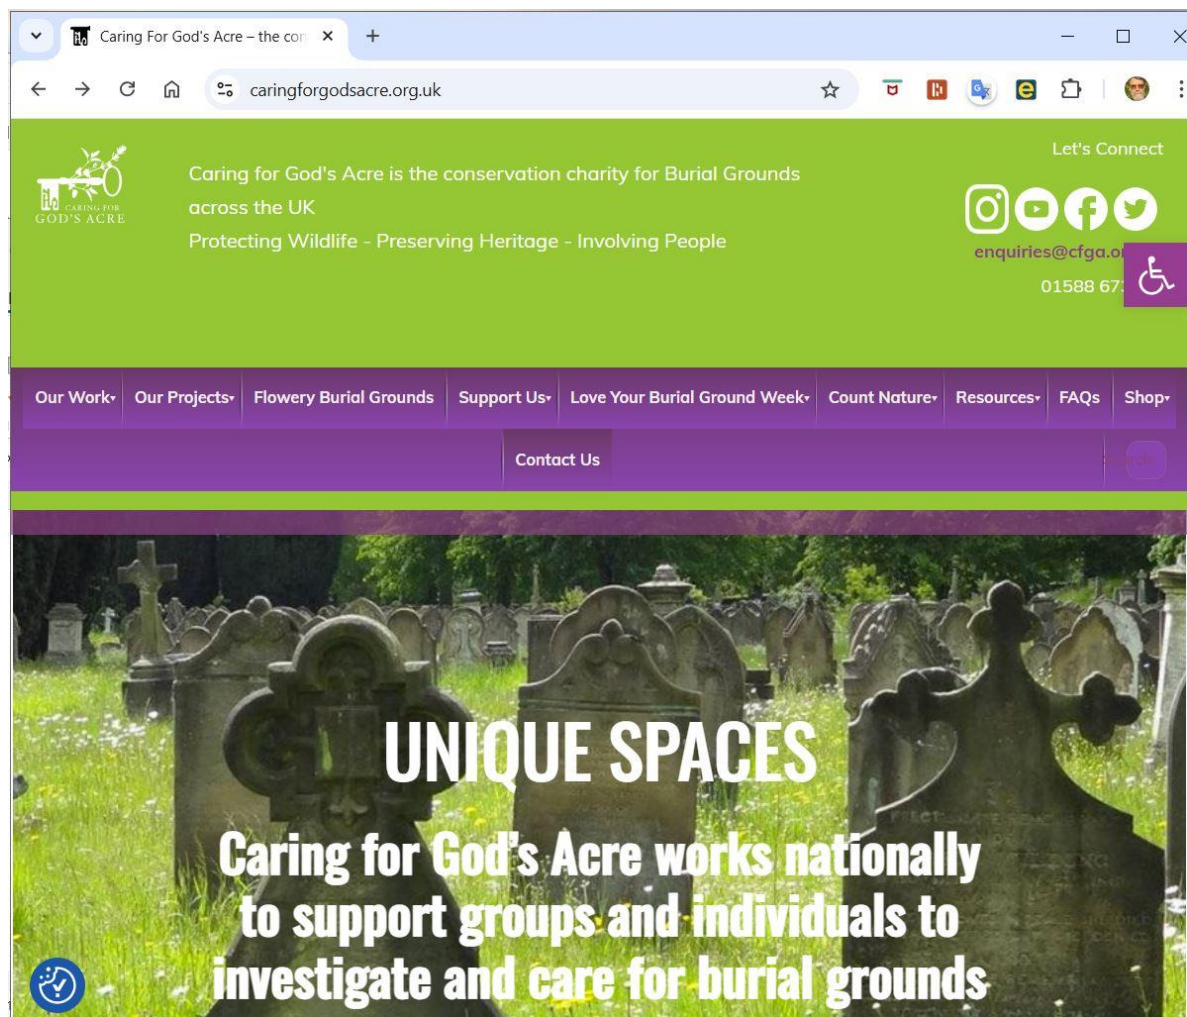 Caring For God's Acre – the con
caringforgodsacre.org.uk
CARING FOR
GOD'S ACRE
Caring for God's Acre is the conservation charity for Burial Grounds
across the UK
Protecting Wildlife - Preserving Heritage - Involving People
Let's Connect
enquiries@cfga.o
01588 67
Our Work
Our Projects
Flowery Burial Grounds
Support Us
Love Your Burial Ground Week
Count Nature
Resources
FAQs
Shop
Contact Us
UNIQUE SPACES
Caring for God's Acre works nationally
to support groups and individuals to
investigate and care for burial grounds